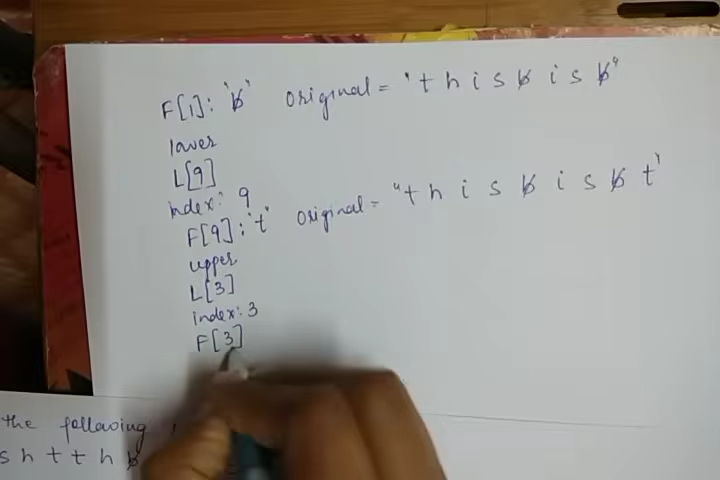 F[1]: 'ƀ' original = "t h i s ƀ i s ƀ"
lower
L[9]
index: 9
F[9]: 't' original = "t h i s ƀ i s ƀ t'
upper
L[3]
index: 3
F[3]
the following
s h t t h ƀ